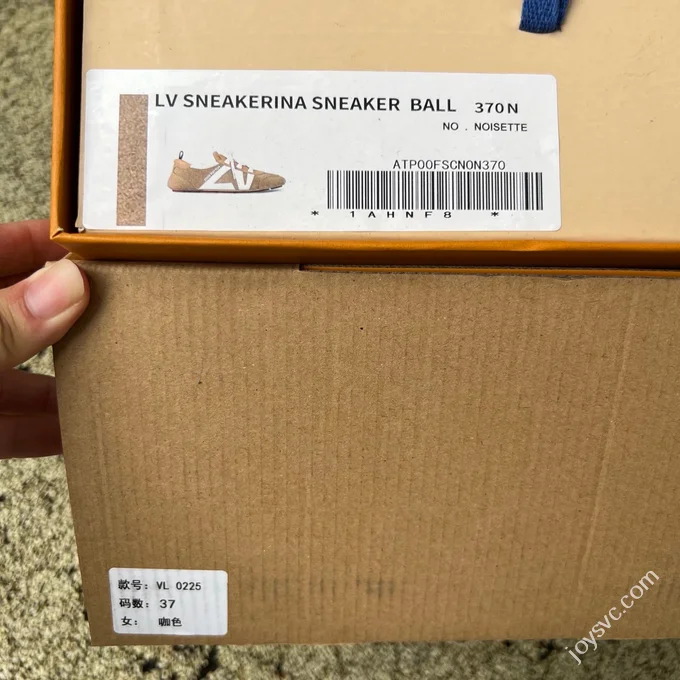 LV SNEAKERINA SNEAKER BALL 370N
NO . NOISETTE
ATP00FSCN0N370
* 1AHNF8 *
款号: VL 0225
码数: 37
女: 咖色
joysvc.com